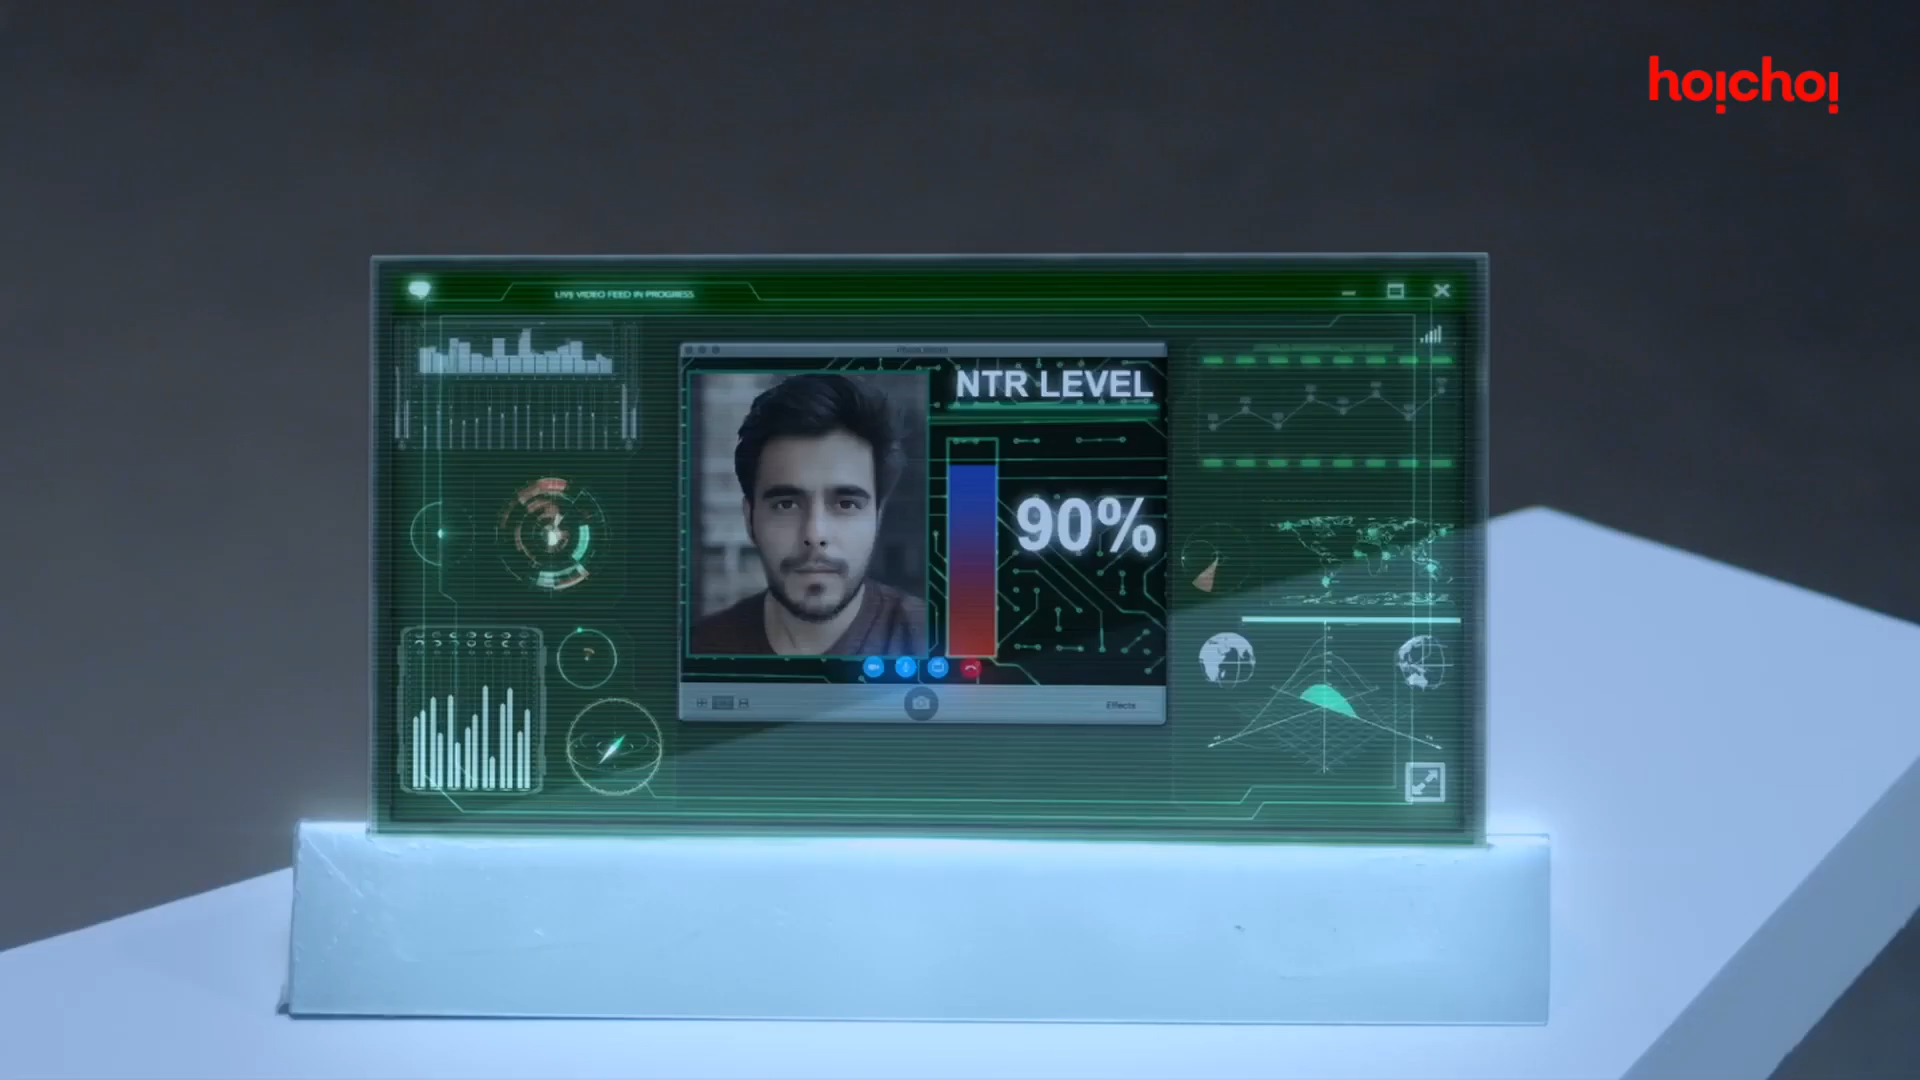 hoichoi
LIVE VIDEO FEED IN PROGRESS
NTR LEVEL
90%
Effects